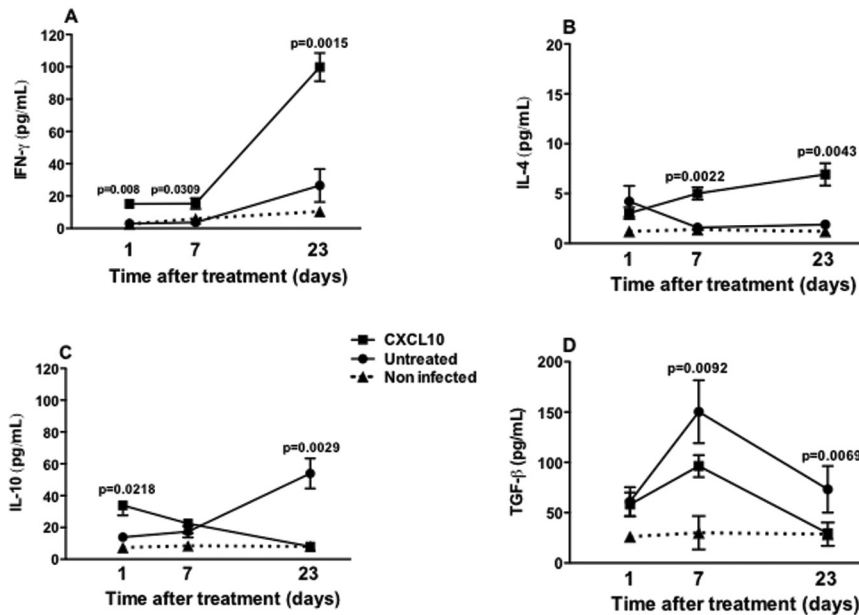 A
IFN-γ (pg/mL)
120
100
80
60
40
20
0
p=0.008
p=0.0309
p=0.0015
1 7 23
Time after treatment (days)
B
IL-4 (pg/mL)
20
15
10
5
0
p=0.0022
p=0.0043
1 7 23
Time after treatment (days)
C
IL-10 (pg/mL)
120
100
80
60
40
20
0
p=0.0218
p=0.0029
1 7 23
Time after treatment (days)
CXCL10
Untreated
Non infected
D
TGF-β (pg/mL)
200
150
100
50
0
p=0.0092
p=0.0069
1 7 23
Time after treatment (days)